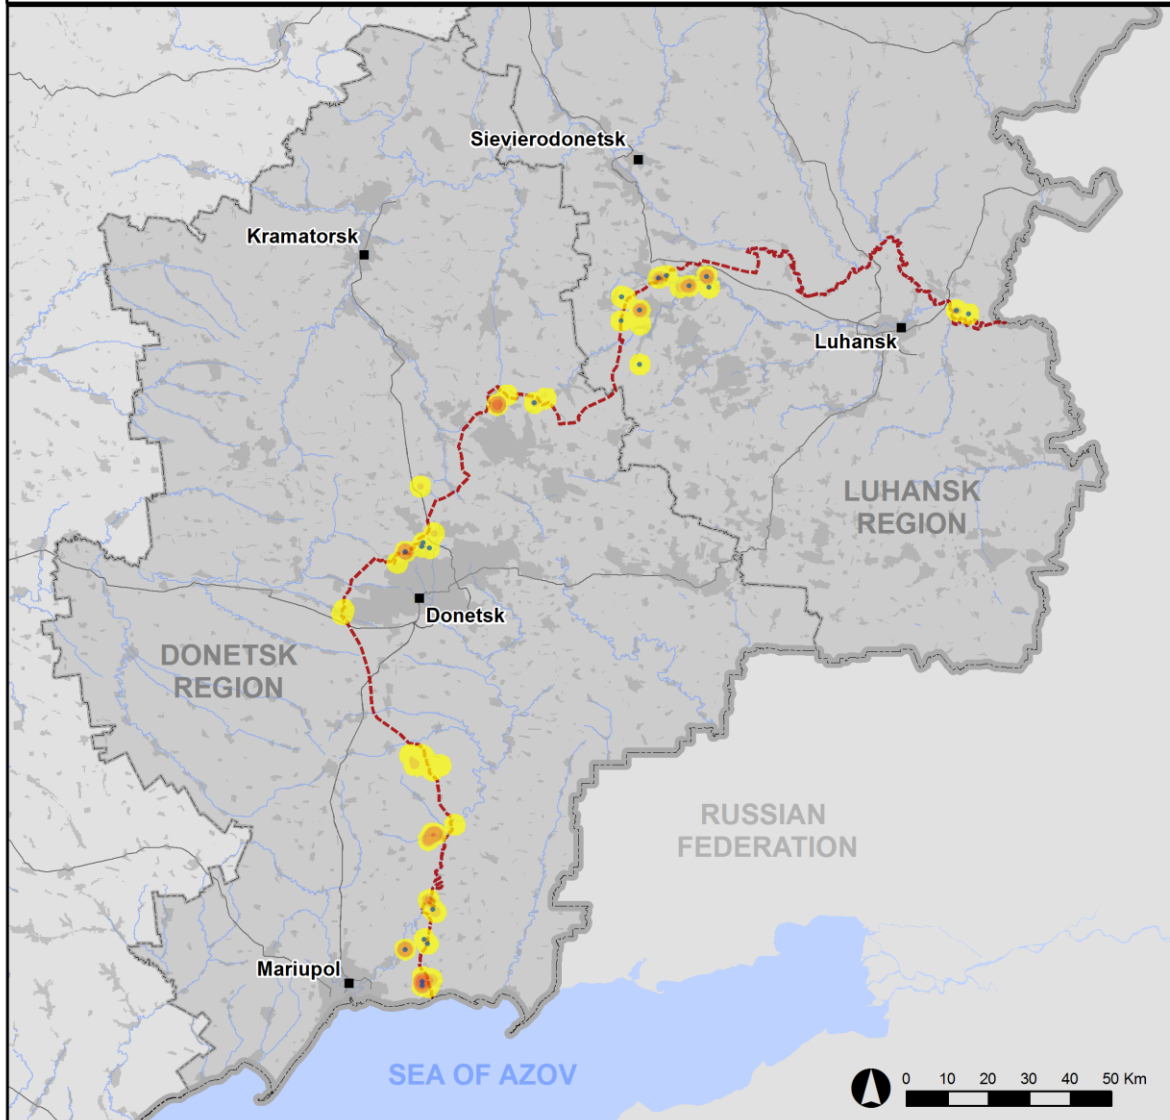 Sievierodonetsk
Kramatorsk
Luhansk
LUHANSK
REGION
Donetsk
DONETSK
REGION
RUSSIAN
FEDERATION
Mariupol
SEA OF AZOV
0 10 20 30 40 50 Km